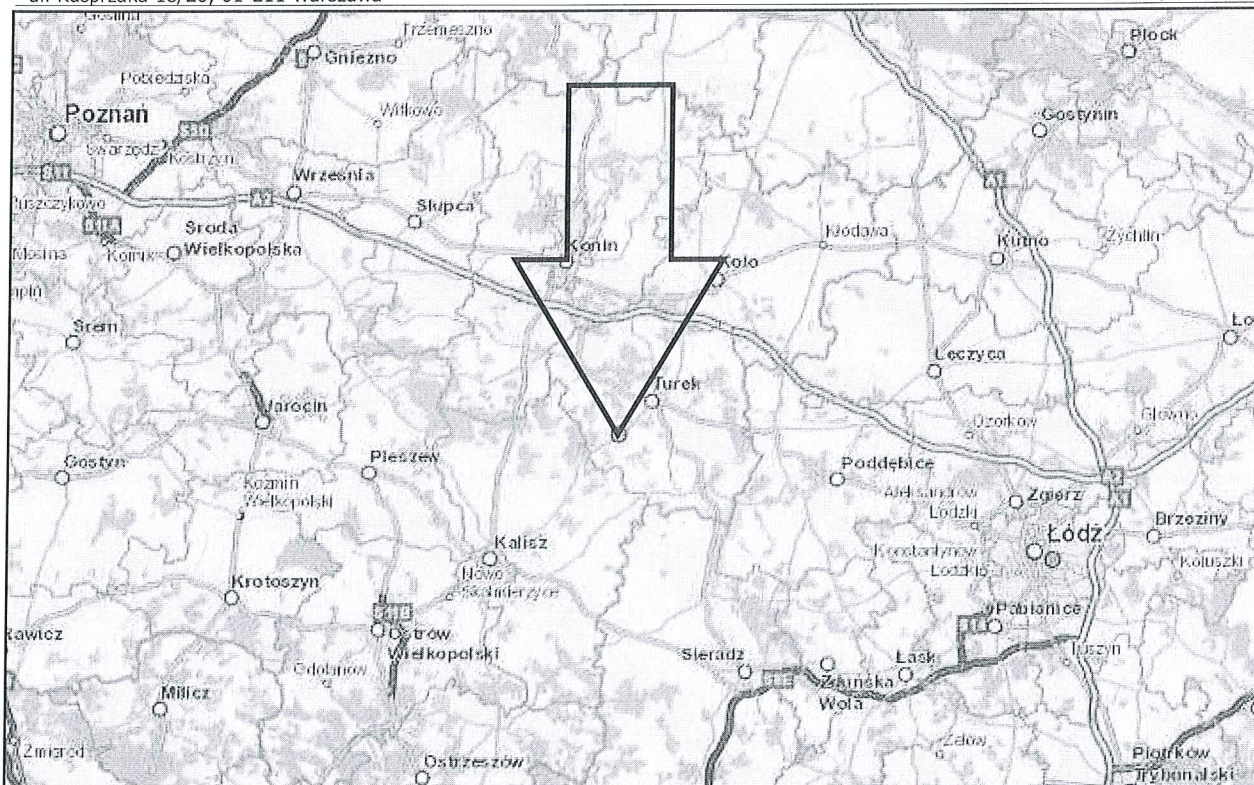 ul. Kasprzaka 18/20, 01-211 Warszawa
Trzemeszno
Płock
Gniezno
Pobiedziska
Witkowo
Gostynin
Poznań
Swarzędz
Kostrzyn
Września
A2
Słupca
A1
Puszczykowo
Środa
Wielkopolska
Konin
Kłodawa
Kutno
Żychlin
Mosina
Kórnik
Koło
Śrem
Łęczyca
Turek
Jarocin
Ozorków
Głowno
Gostyń
Pleszew
Poddębice
Koźmin
Wielkopolski
Aleksandrów
Łódzki
Zgierz
Brzeziny
Łódź
Kalisz
Konstantynów
Łódzki
Koluszki
Nowe
Skalmierzyce
Krotoszyn
Pabianice
Rawicz
Ostrów
Wielkopolski
Sieradz
Łask
Tuszyn
Odolanów
Zduńska
Wola
Milicz
Żmigród
Zelów
Ostrzeszów
Piotrków
Trybunalski